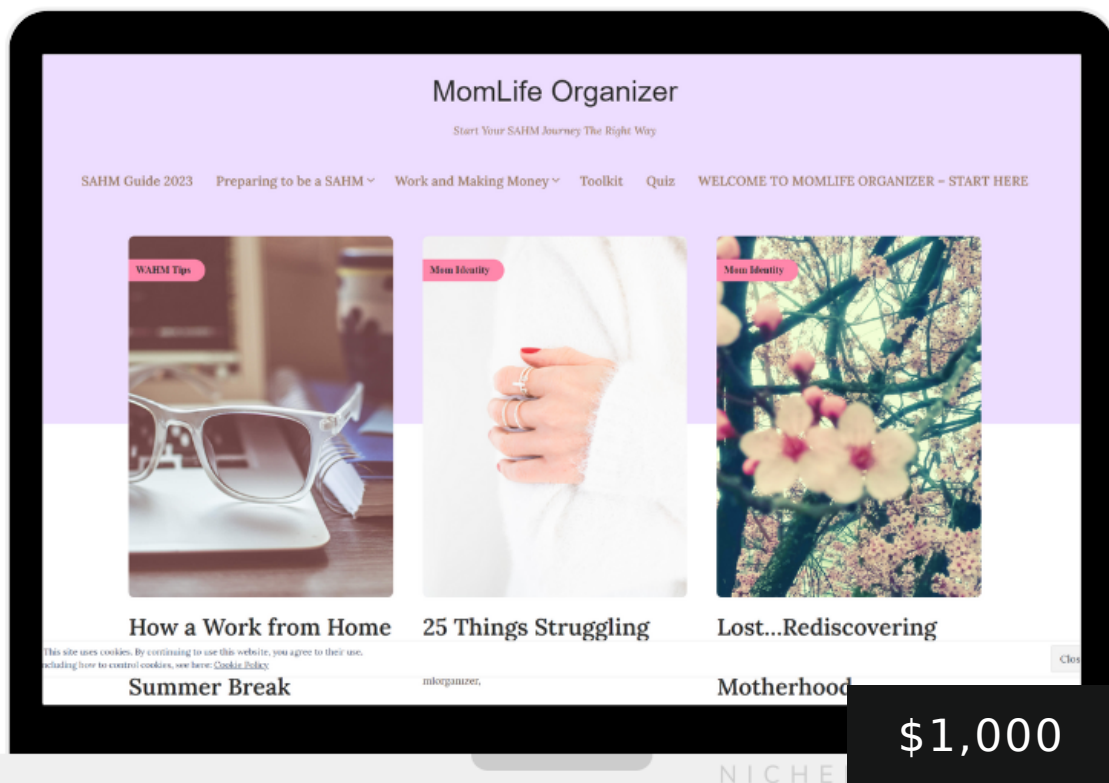 MomLife Organizer
Start Your SAHM Journey The Right Way
SAHM Guide 2023 Preparing to be a SAHM Work and Making Money Toolkit Quiz WELCOME TO MOMLIFE ORGANIZER – START HERE
WAHM Tips
Mom Identity
Mom Identity
How a Work from Home
Summer Break
25 Things Struggling
Lost...Rediscovering
Motherhood
This site uses cookies. By continuing to use this website, you agree to their use.
ncluding how to control cookies, see here: Cookie Policy
Clos
$1,000
NICHE